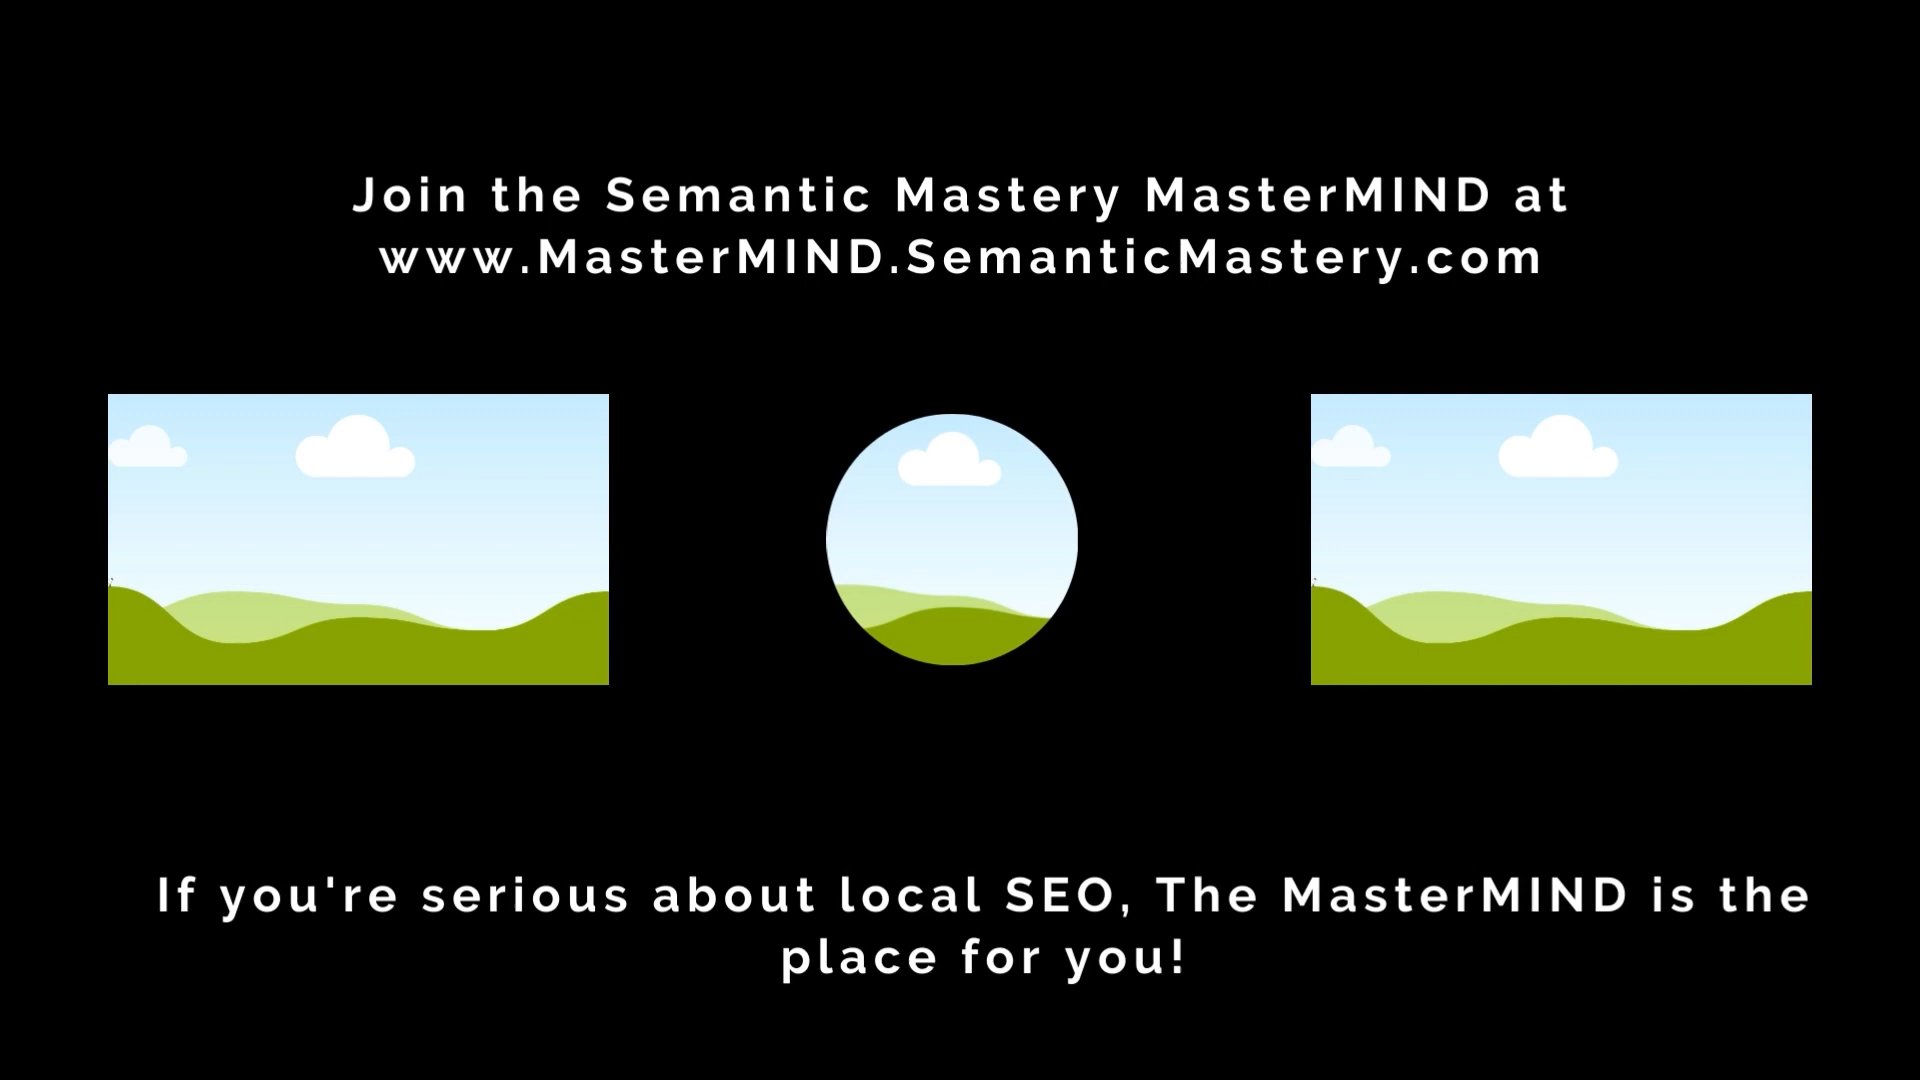 Join the Semantic Mastery MasterMIND at
www.MasterMIND.SemanticMastery.com
If you're serious about local SEO, The MasterMIND is the
place for you!